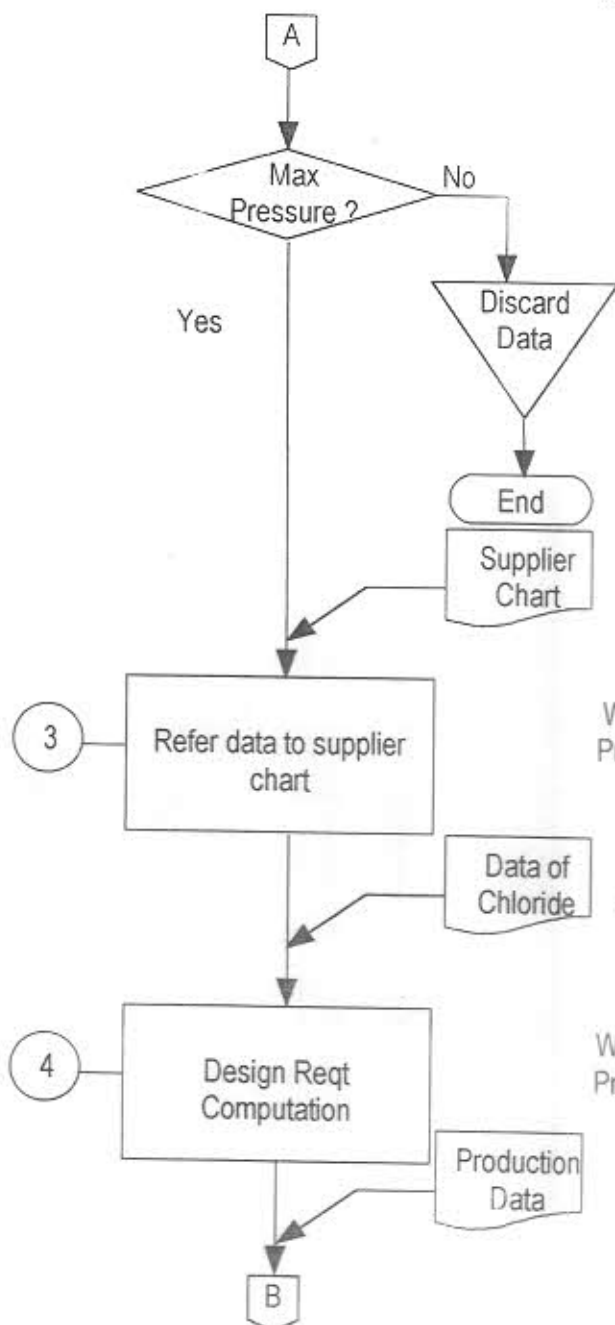 A
Max
Pressure ?
No
Yes
Discard
Data
End
Supplier
Chart
3
Refer data to supplier
chart
Data of
Chloride
4
Design Reqt
Computation
Production
Data
B